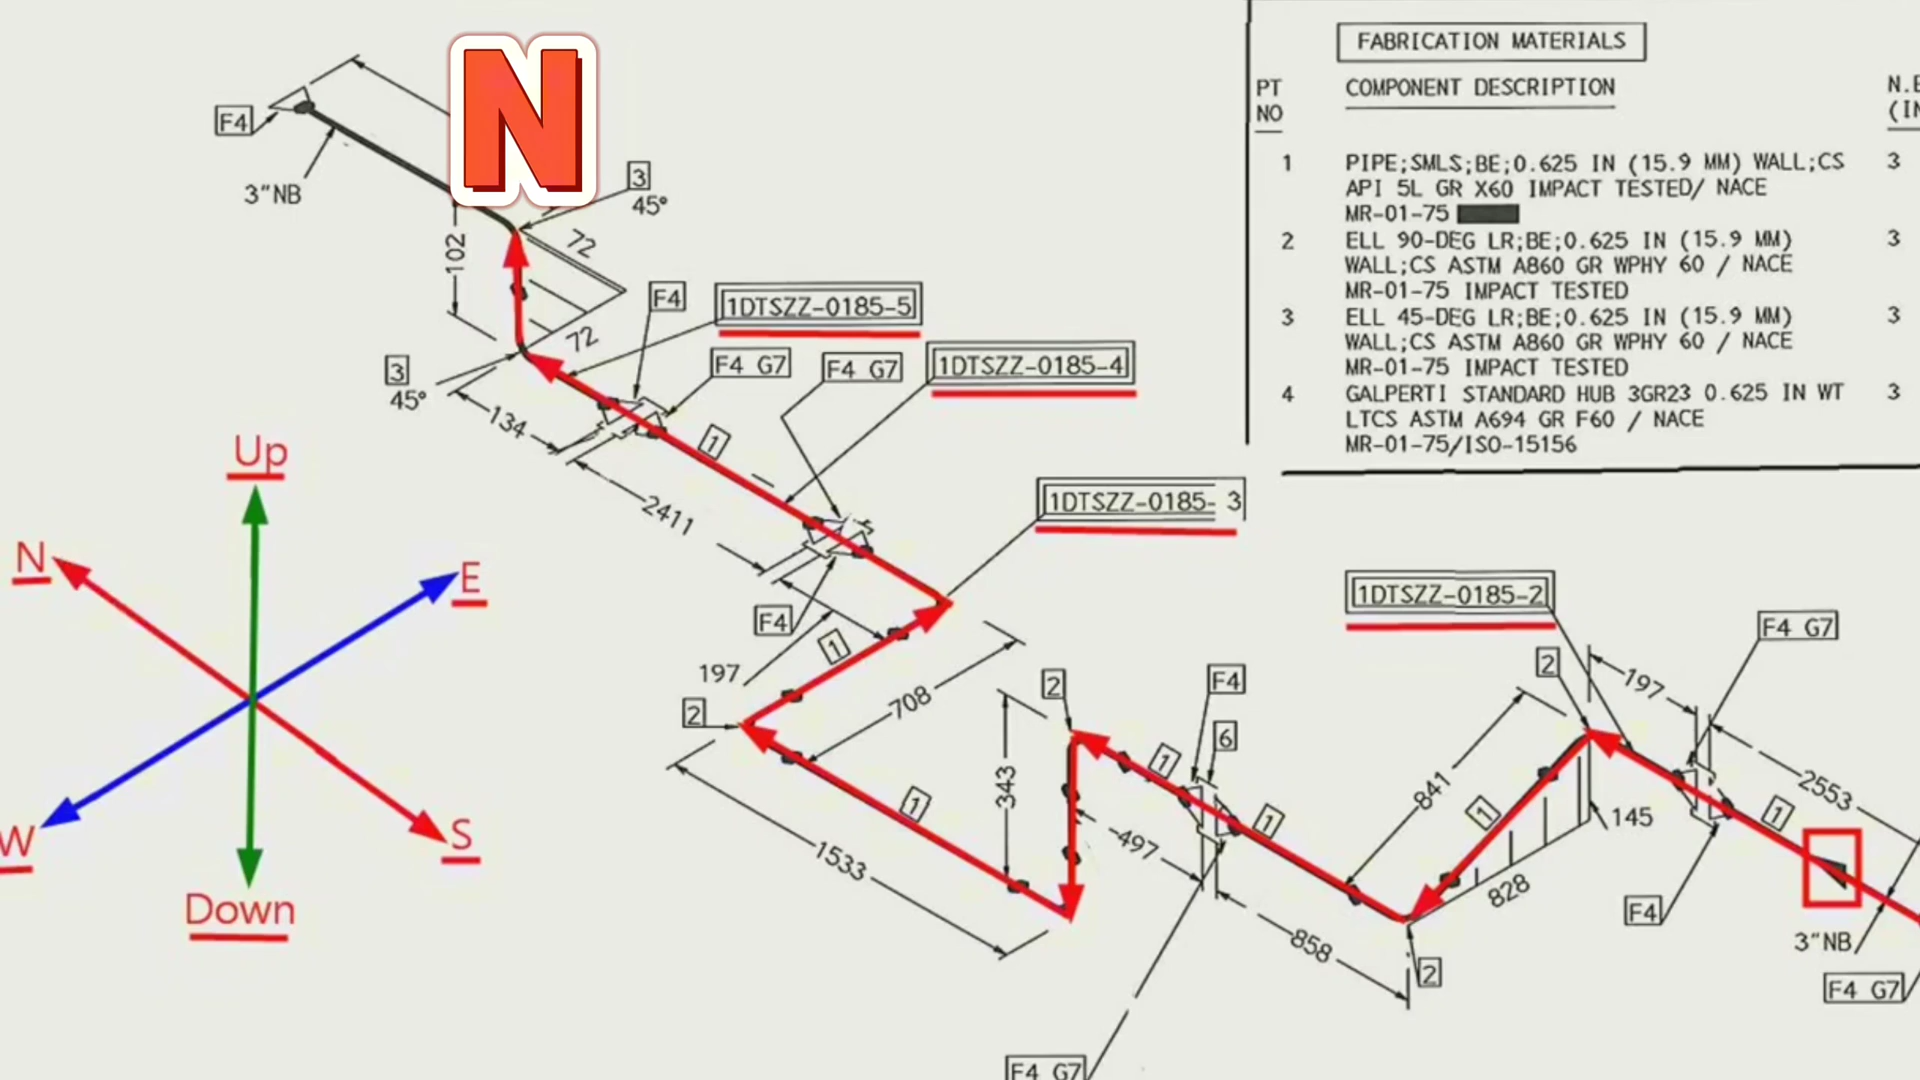 N
F4
3"NB
3
45°
102
72
72
F4
1DTSZZ-0185-5
F4 G7
F4 G7
1DTSZZ-0185-4
3
45°
134
1
2411
1DTSZZ-0185- 3
F4
1
197
708
2
1
1533
343
2
1
F4
6
1
497
858
F4 G7
841
1
828
2
145
1DTSZZ-0185-2
2
197
F4 G7
2553
1
F4
3"NB
F4 G7
Up
N
E
W
S
Down
FABRICATION MATERIALS
PT
NO
COMPONENT DESCRIPTION
1
PIPE;SMLS;BE;0.625 IN (15.9 MM) WALL;CS
3
API 5L GR X60 IMPACT TESTED/ NACE
MR-01-75
2
ELL 90-DEG LR;BE;0.625 IN (15.9 MM)
3
WALL;CS ASTM A860 GR WPHY 60 / NACE
MR-01-75 IMPACT TESTED
3
ELL 45-DEG LR;BE;0.625 IN (15.9 MM)
3
WALL;CS ASTM A860 GR WPHY 60 / NACE
MR-01-75 IMPACT TESTED
4
GALPERTI STANDARD HUB 3GR23 0.625 IN WT
3
LTCS ASTM A694 GR F60 / NACE
MR-01-75/ISO-15156